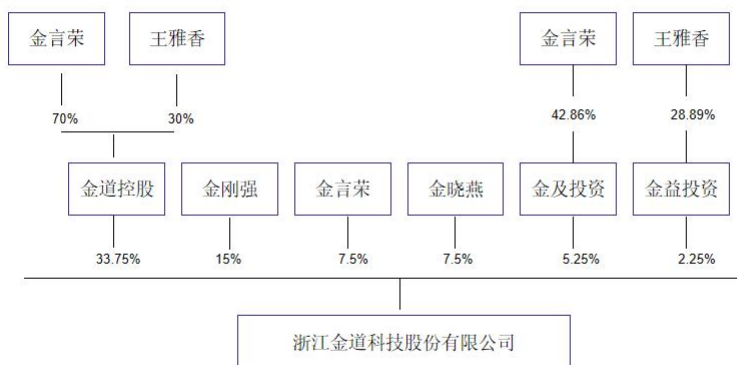 金言荣 王雅香 金言荣 王雅香
70% 30% 42.86% 28.89%
金道控股 金刚强 金言荣 金晓燕 金及投资 金益投资
33.75% 15% 7.5% 7.5% 5.25% 2.25%
浙江金道科技股份有限公司